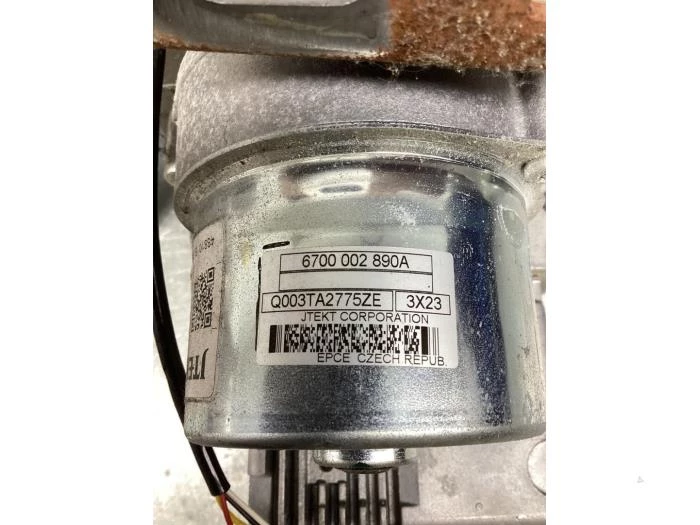 6700 002 890A
Q003TA2775ZE 3X23
JTEKT CORPORATION
EPCE CZECH REPUB.